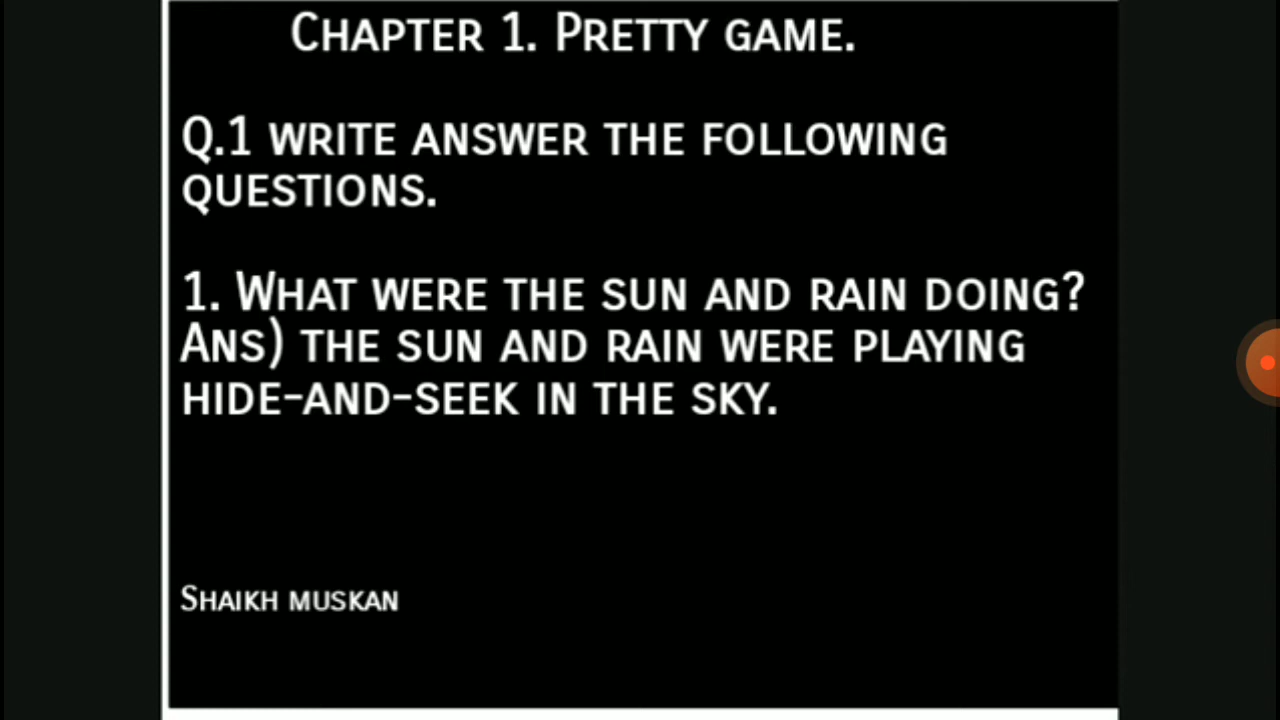 Chapter 1. Pretty game.
Q.1 write answer the following
questions.
1. What were the sun and rain doing?
Ans) the sun and rain were playing
hide-and-seek in the sky.
Shaikh muskan